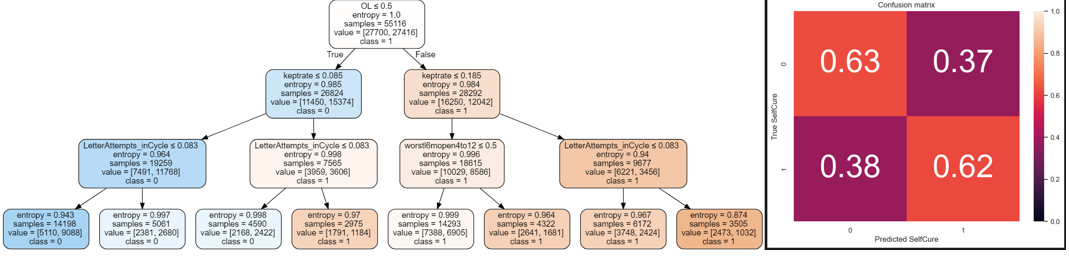 OL ≤ 0.5
entropy = 1.0
samples = 55116
value = [27700, 27416]
class = 1
True
False
keptrate ≤ 0.085
entropy = 0.985
samples = 26824
value = [11450, 15374]
class = 0
keptrate ≤ 0.185
entropy = 0.984
samples = 28292
value = [16250, 12042]
class = 1
LetterAttempts_inCycle ≤ 0.083
entropy = 0.964
samples = 19259
value = [7491, 11768]
class = 0
LetterAttempts_inCycle ≤ 0.083
entropy = 0.998
samples = 7565
value = [3959, 3606]
class = 1
worstl6mopen4to12 ≤ 0.5
entropy = 0.996
samples = 18615
value = [10029, 8586]
class = 1
LetterAttempts_inCycle ≤ 0.083
entropy = 0.94
samples = 9677
value = [6221, 3456]
class = 1
entropy = 0.943
samples = 14198
value = [5110, 9088]
class = 0
entropy = 0.997
samples = 5061
value = [2381, 2680]
class = 0
entropy = 0.998
samples = 4590
value = [2168, 2422]
class = 0
entropy = 0.97
samples = 2975
value = [1791, 1184]
class = 1
entropy = 0.999
samples = 14293
value = [7388, 6905]
class = 1
entropy = 0.964
samples = 4322
value = [2641, 1681]
class = 1
entropy = 0.967
samples = 6172
value = [3748, 2424]
class = 1
entropy = 0.874
samples = 3505
value = [2473, 1032]
class = 1
Confusion matrix
True SelfCure
0
1
0.63
0.37
0.38
0.62
0
1
Predicted SelfCure
1.0
0.8
0.6
0.4
0.2
0.0